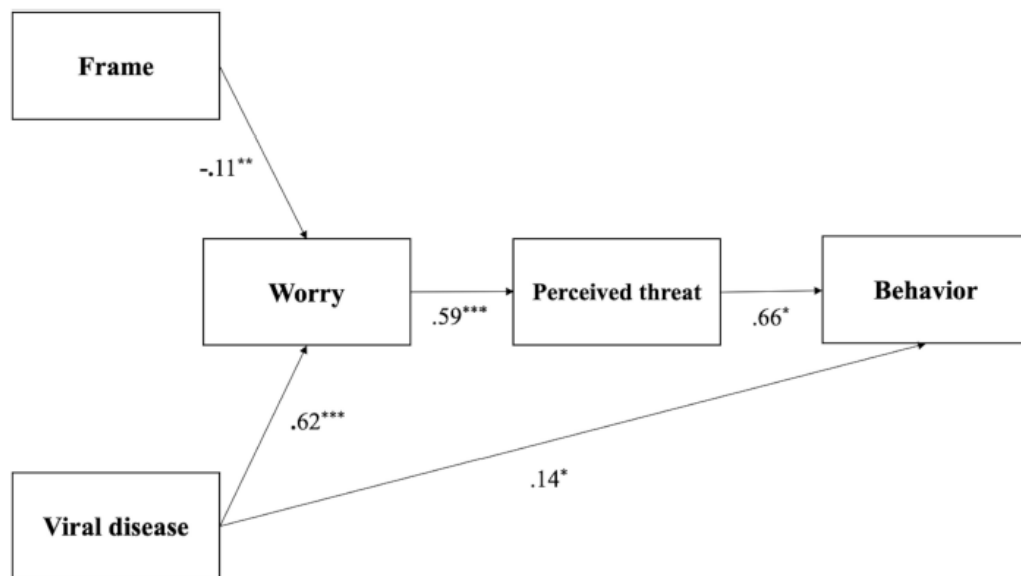 Frame
-.11**
Worry
Perceived threat
Behavior
.59***
.66*
.62***
.14*
Viral disease